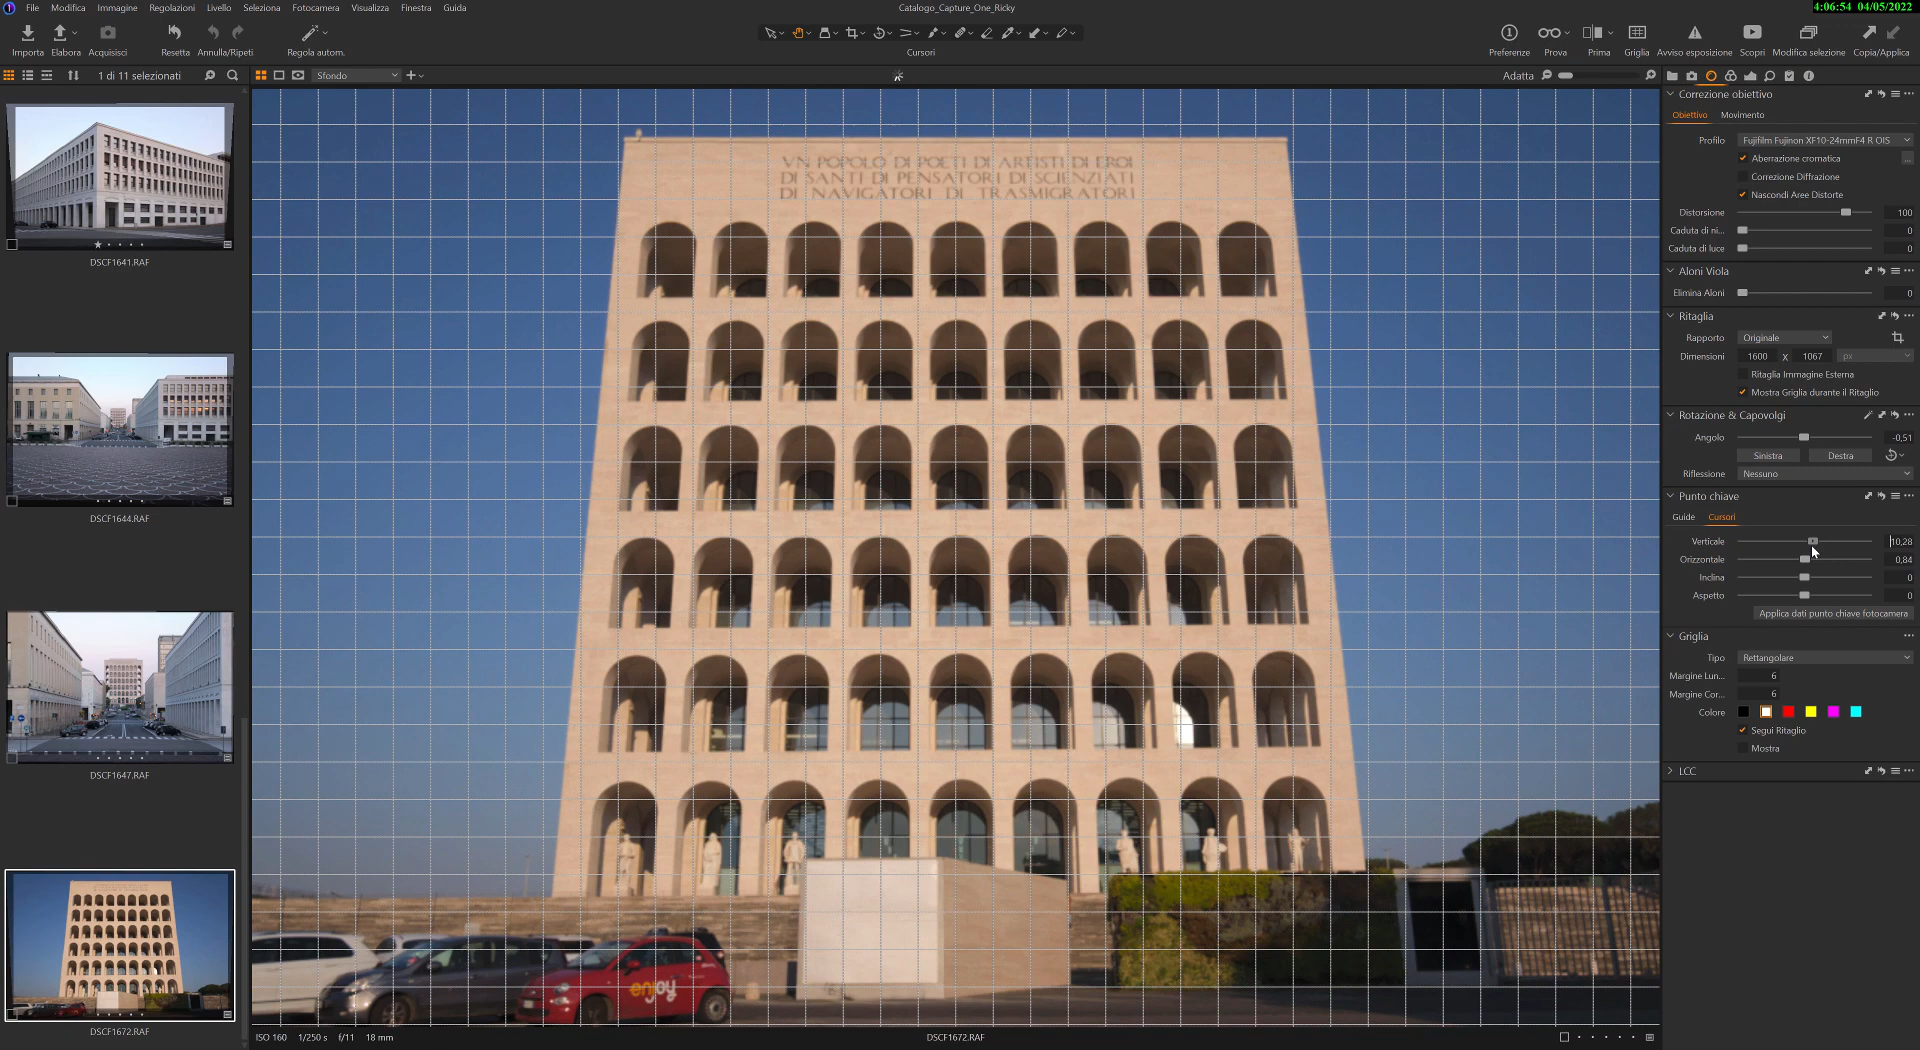 File Modifica Immagine Regolazioni Livello Seleziona Fotocamera Visualizza Finestra Guida
Catalogo_Capture_One_Ricky
4:06:54 04/05/2022
Importa Elabora Acquisisci Resetta Annulla/Ripeti Regola autom.
Cursori
Preferenze Prova Prima Griglia Avviso esposizione Scopri Modifica selezione Copia/Applica
1 di 11 selezionati
Sfondo
Adatta
DSCF1641.RAF
DSCF1644.RAF
DSCF1647.RAF
DSCF1672.RAF
VN POPOLO DI POETI DI ARTISTI DI EROI
DI SANTI DI PENSATORI DI SCIENZIATI
DI NAVIGATORI DI TRASMIGRATORI
enjoy
ISO 160 1/250 s f/11 18 mm
DSCF1672.RAF
Correzione obiettivo
Obiettivo Movimento
Profilo Fujifilm Fujinon XF10-24mmF4 R OIS
Aberrazione cromatica ...
Correzione Diffrazione
Nascondi Aree Distorte
Distorsione 100
Caduta di ni... 0
Caduta di luce 0
Aloni Viola
Elimina Aloni 0
Ritaglia
Rapporto Originale
Dimensioni 1600 x 1067 px
Ritaglia Immagine Esterna
Mostra Griglia durante il Ritaglio
Rotazione & Capovolgi
Angolo -0,51
Sinistra Destra
Riflessione Nessuno
Punto chiave
Guide Cursori
Verticale 10,28
Orizzontale 0,84
Inclina 0
Aspetto 0
Applica dati punto chiave fotocamera
Griglia
Tipo Rettangolare
Margine Lun... 6
Margine Cor... 6
Colore
Segui Ritaglio
Mostra
LCC